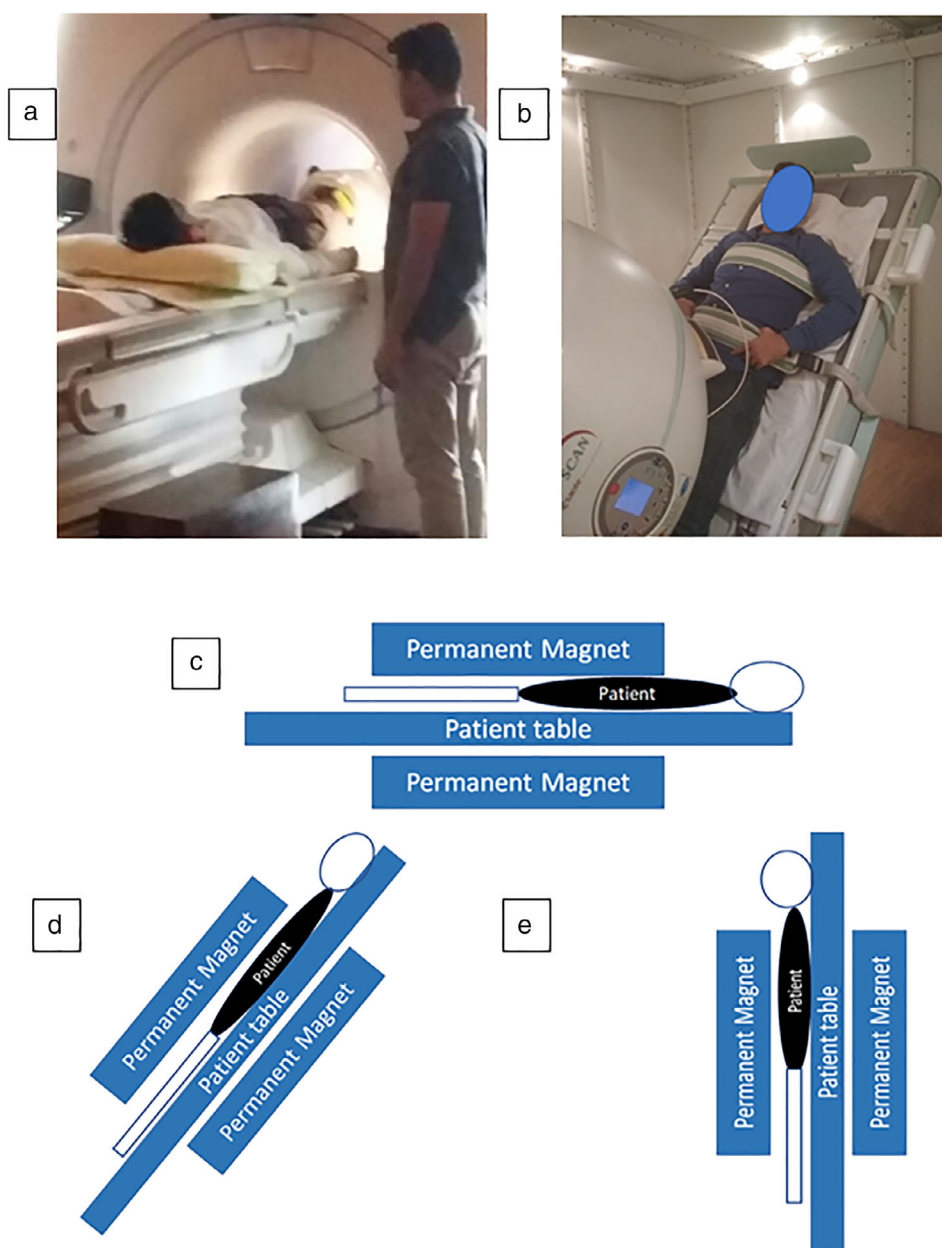 a
b
SCAN
c
Permanent Magnet
Patient
Patient table
Permanent Magnet
d
Permanent Magnet
Patient
Patient table
Permanent Magnet
e
Permanent Magnet
Patient
Patient table
Permanent Magnet